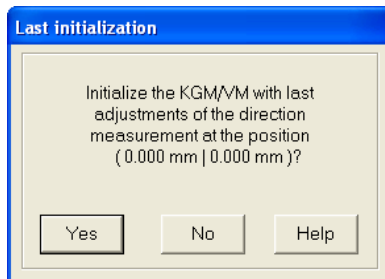 Last initialization
Initialize the KGM/VM with last
adjustments of the direction
measurement at the position
( 0.000 mm | 0.000 mm )?
Yes
No
Help